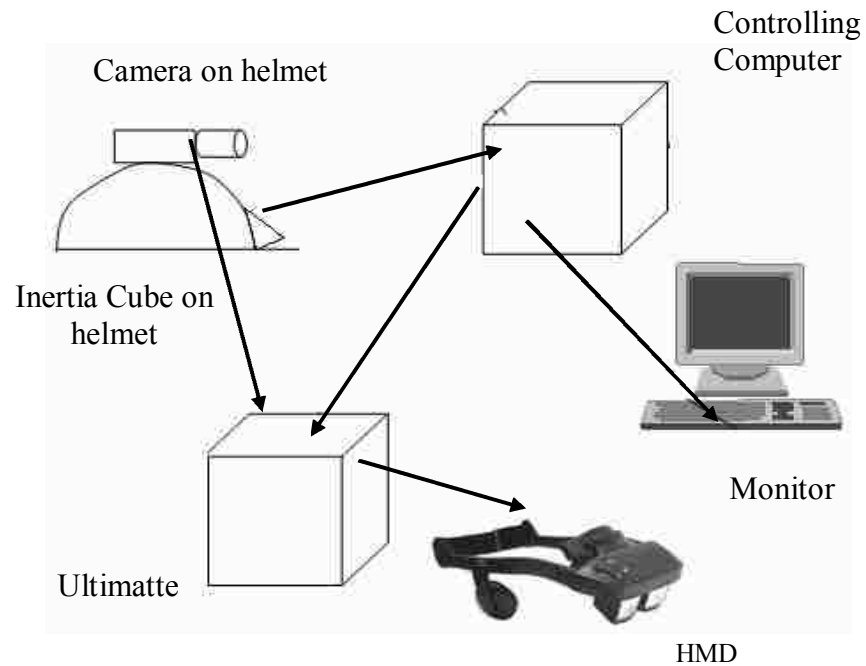 Controlling
Computer
Camera on helmet
Inertia Cube on
helmet
Monitor
Ultimatte
HMD